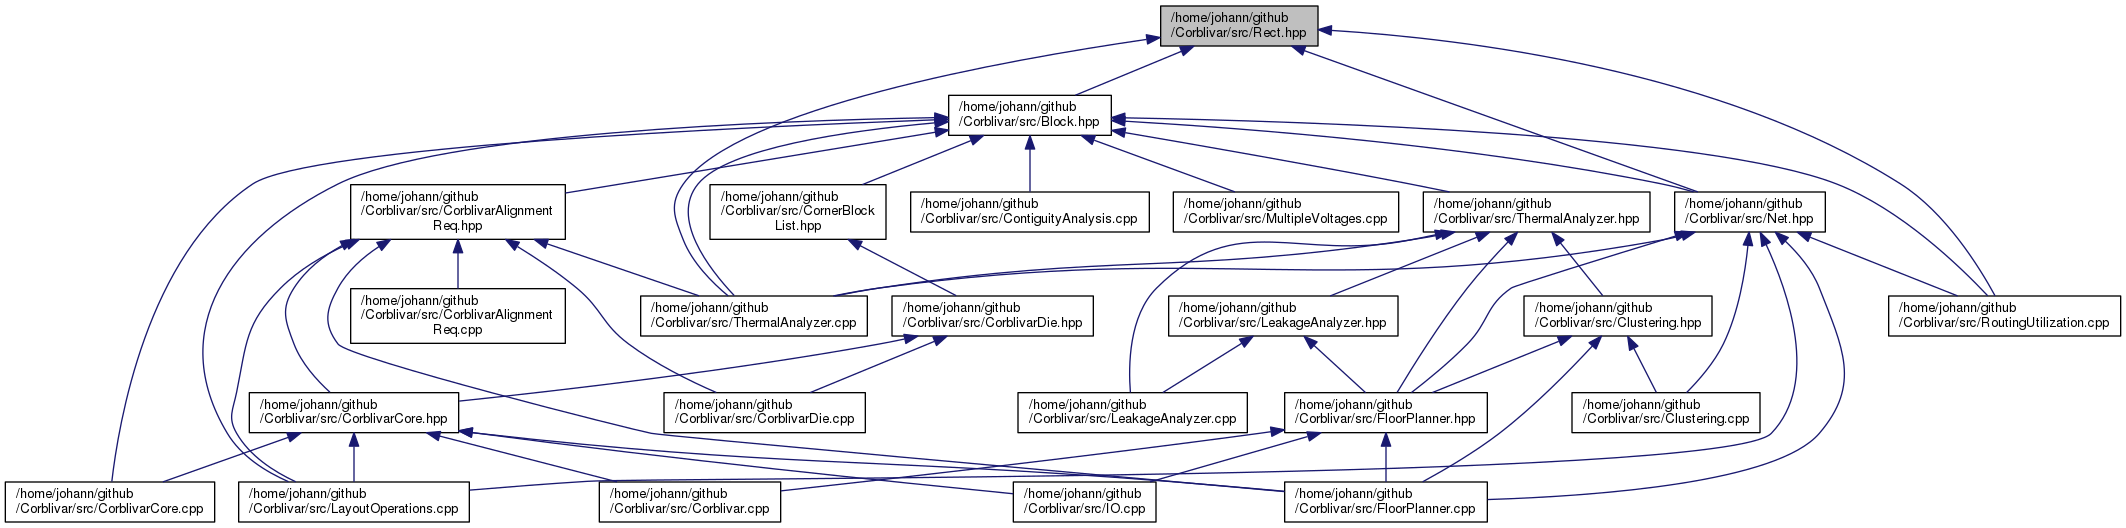 /home/johann/github
/Corblivar/src/Rect.hpp
/home/johann/github
/Corblivar/src/Block.hpp
/home/johann/github
/Corblivar/src/CorblivarAlignment
Req.hpp
/home/johann/github
/Corblivar/src/CornerBlock
List.hpp
/home/johann/github
/Corblivar/src/ContiguityAnalysis.cpp
/home/johann/github
/Corblivar/src/MultipleVoltages.cpp
/home/johann/github
/Corblivar/src/ThermalAnalyzer.hpp
/home/johann/github
/Corblivar/src/Net.hpp
/home/johann/github
/Corblivar/src/CorblivarAlignment
Req.cpp
/home/johann/github
/Corblivar/src/ThermalAnalyzer.cpp
/home/johann/github
/Corblivar/src/CorblivarDie.hpp
/home/johann/github
/Corblivar/src/LeakageAnalyzer.hpp
/home/johann/github
/Corblivar/src/Clustering.hpp
/home/johann/github
/Corblivar/src/RoutingUtilization.cpp
/home/johann/github
/Corblivar/src/CorblivarCore.hpp
/home/johann/github
/Corblivar/src/CorblivarDie.cpp
/home/johann/github
/Corblivar/src/LeakageAnalyzer.cpp
/home/johann/github
/Corblivar/src/FloorPlanner.hpp
/home/johann/github
/Corblivar/src/Clustering.cpp
/home/johann/github
/Corblivar/src/CorblivarCore.cpp
/home/johann/github
/Corblivar/src/LayoutOperations.cpp
/home/johann/github
/Corblivar/src/Corblivar.cpp
/home/johann/github
/Corblivar/src/IO.cpp
/home/johann/github
/Corblivar/src/FloorPlanner.cpp